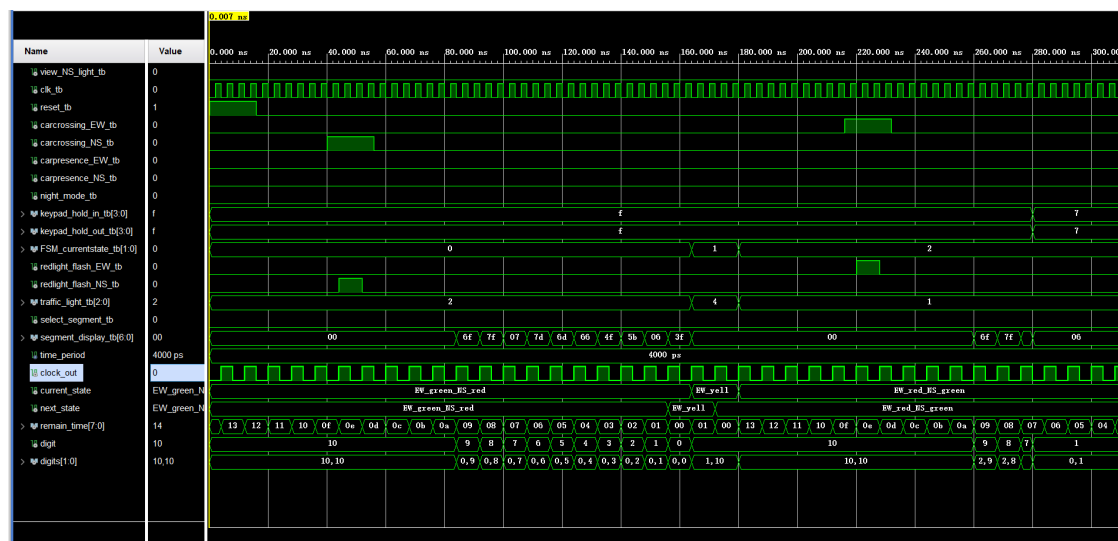 0.007 ns
Name Value 0.000 ns 20.000 ns 40.000 ns 60.000 ns 80.000 ns 100.000 ns 120.000 ns 140.000 ns 160.000 ns 180.000 ns 200.000 ns 220.000 ns 240.000 ns 260.000 ns 280.000 ns 300.00
view_NS_light_tb 0
clk_tb 0
reset_tb 1
carcrossing_EW_tb 0
carcrossing_NS_tb 0
carpresence_EW_tb 0
carpresence_NS_tb 0
night_mode_tb 0
keypad_hold_in_tb[3:0] f f 7
keypad_hold_out_tb[3:0] f f 7
FSM_currentstate_tb[1:0] 0 0 1 2
redlight_flash_EW_tb 0
redlight_flash_NS_tb 0
traffic_light_tb[2:0] 2 2 4 1
select_segment_tb 0
segment_display_tb[6:0] 00 00 6f 7f 07 7d 6d 66 4f 5b 06 3f 00 6f 7f 06
time_period 4000 ps 4000 ps
clock_out 0
current_state EW_green_N EW_green_NS_red EW_yell EW_red_NS_green
next_state EW_green_N EW_green_NS_red EW_yell EW_red_NS_green
remain_time[7:0] 14 13 12 11 10 0f 0e 0d 0c 0b 0a 09 08 07 06 05 04 03 02 01 00 01 00 13 12 11 10 0f 0e 0d 0c 0b 0a 09 08 07 06 05 04
digit 10 10 9 8 7 6 5 4 3 2 1 0 10 9 8 7 1
digits[1:0] 10,10 10,10 0,9 0,8 0,7 0,6 0,5 0,4 0,3 0,2 0,1 0,0 1,10 10,10 2,9 2,8 0,1